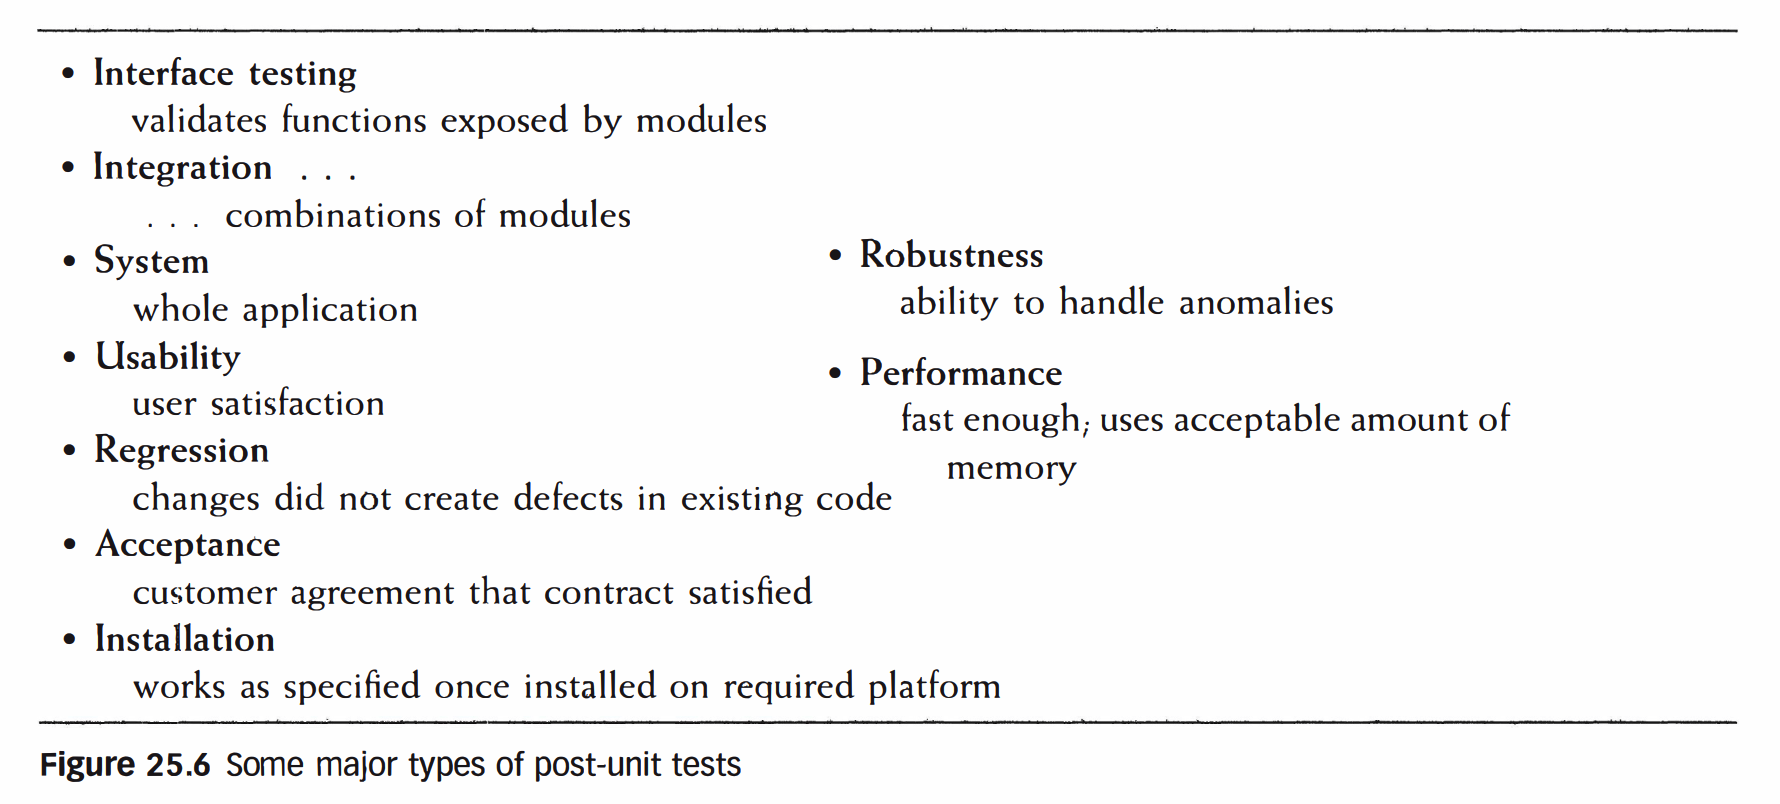 • Interface testing
validates functions exposed by modules
• Integration . . .
. . . combinations of modules
• System
whole application
• Usability
user satisfaction
• Regression
changes did not create defects in existing code
• Acceptance
customer agreement that contract satisfied
• Installation
works as specified once installed on required platform
• Robustness
ability to handle anomalies
• Performance
fast enough; uses acceptable amount of
memory
Figure 25.6 Some major types of post-unit tests